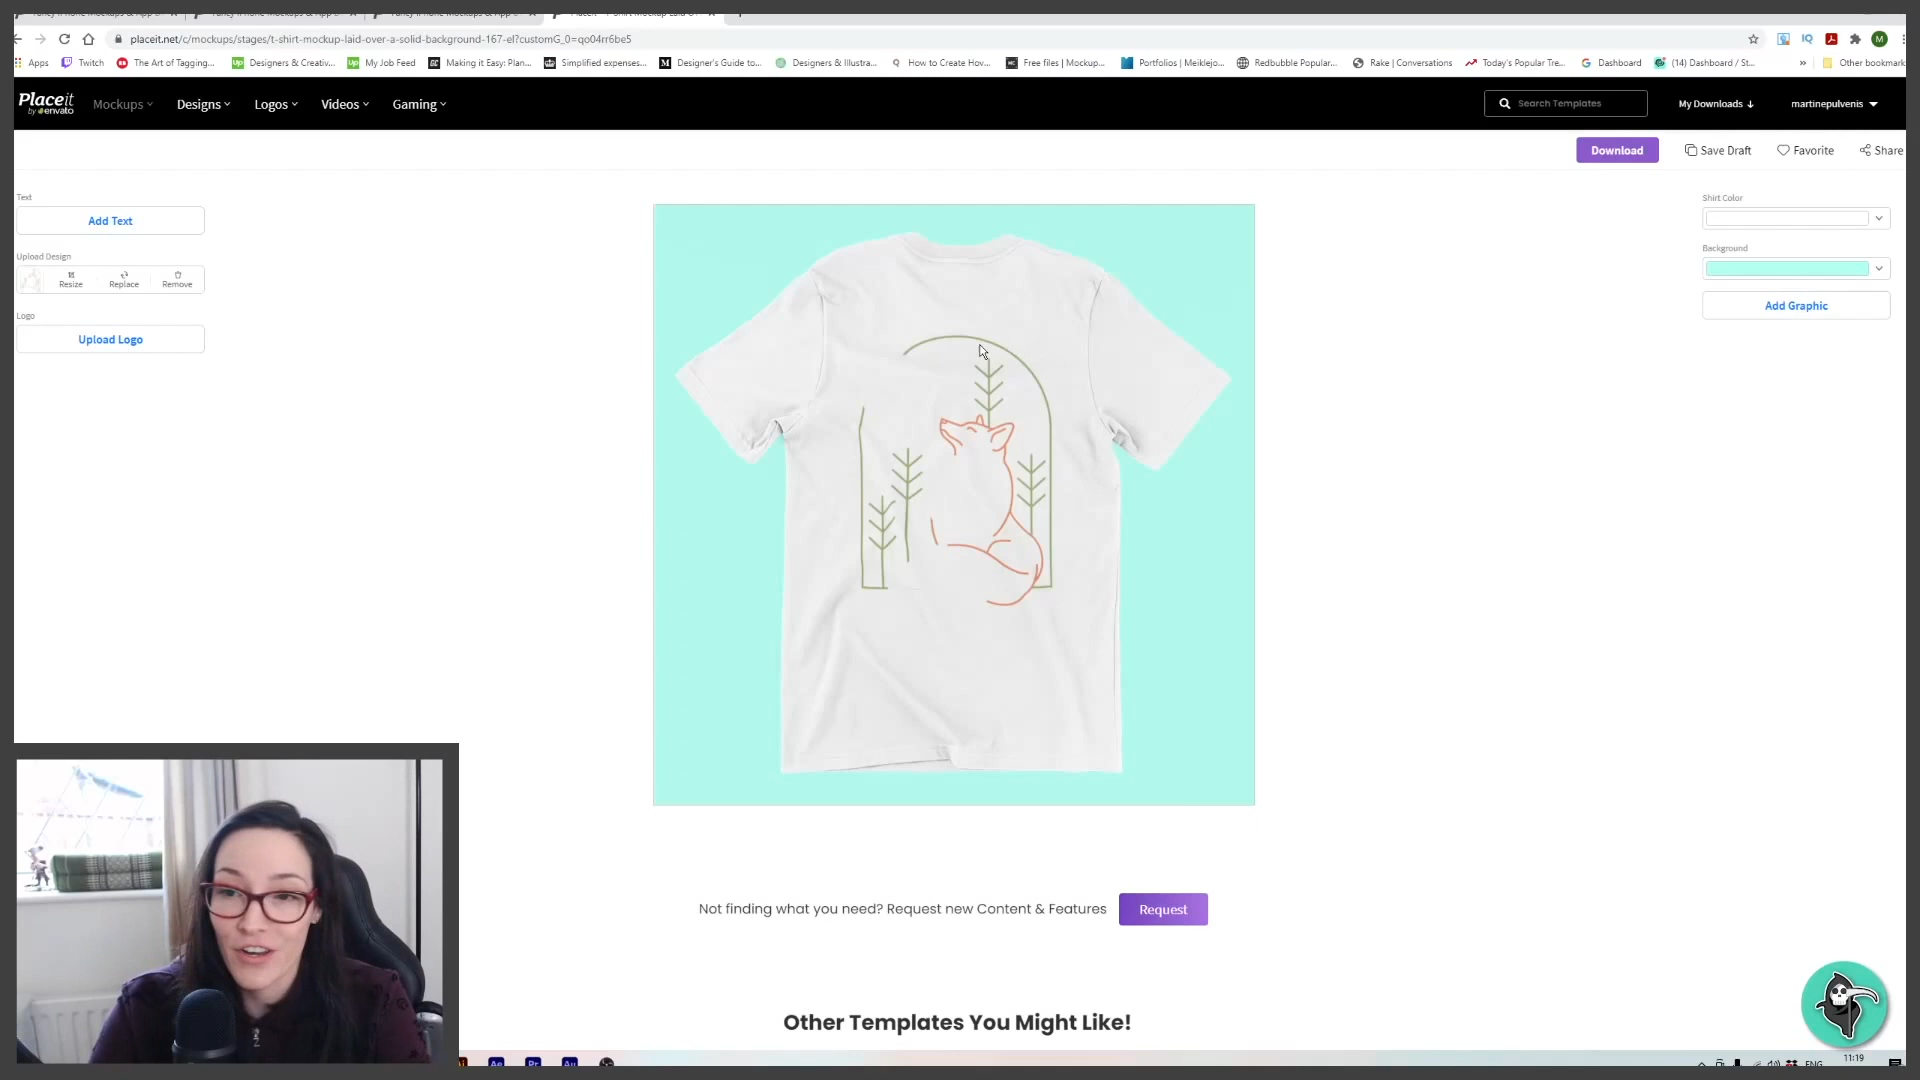 placeit.net/c/mockups/stages/t-shirt-mockup-laid-over-a-solid-background-167-el?customG_0=qo04rr6be5
Apps Twitch The Art of Tagging... Designers & Creativ... My Job Feed Making it Easy: Plan... Simplified expenses... Designer's Guide to... Designers & Illustra... How to Create Hov... Free files | Mockup... Portfolios | Meiklejo... Redbubble Popular... Rake | Conversations Today's Popular Tre... Dashboard (14) Dashboard / St... » Other bookmark
Placeit by envato Mockups Designs Logos Videos Gaming Search Templates My Downloads martinepulvenis
Download Save Draft Favorite Share
Text
Add Text
Upload Design
Resize Replace Remove
Logo
Upload Logo
Shirt Color
Background
Add Graphic
Not finding what you need? Request new Content & Features Request
Other Templates You Might Like!
Ae Pr Au ENG 11:19